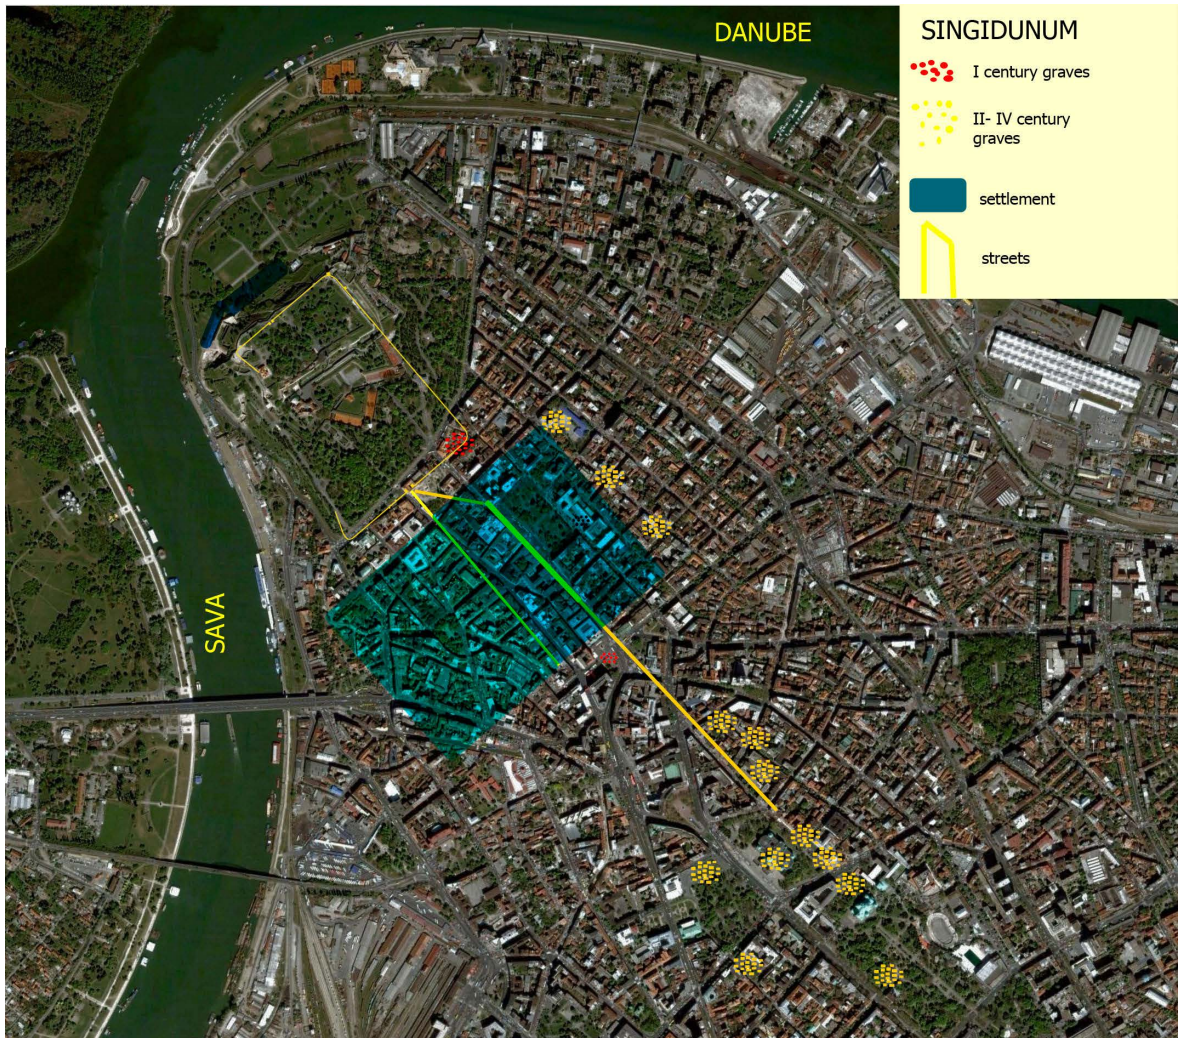 DANUBE
SINGIDUNUM
I century graves
II- IV century
graves
settlement
streets
SAVA